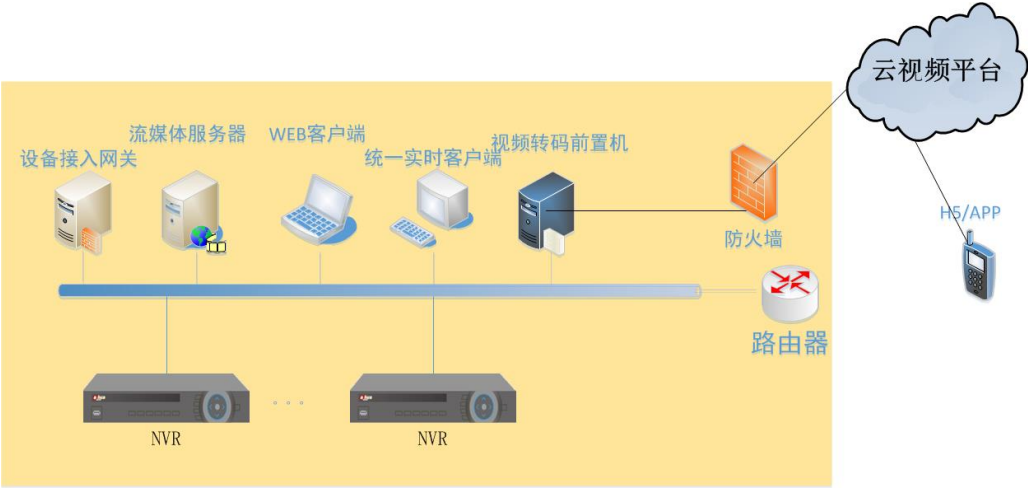 云视频平台
流媒体服务器
WEB客户端
视频转码前置机
设备接入网关
统一实时客户端
H5/APP
防火墙
路由器
NVR
NVR